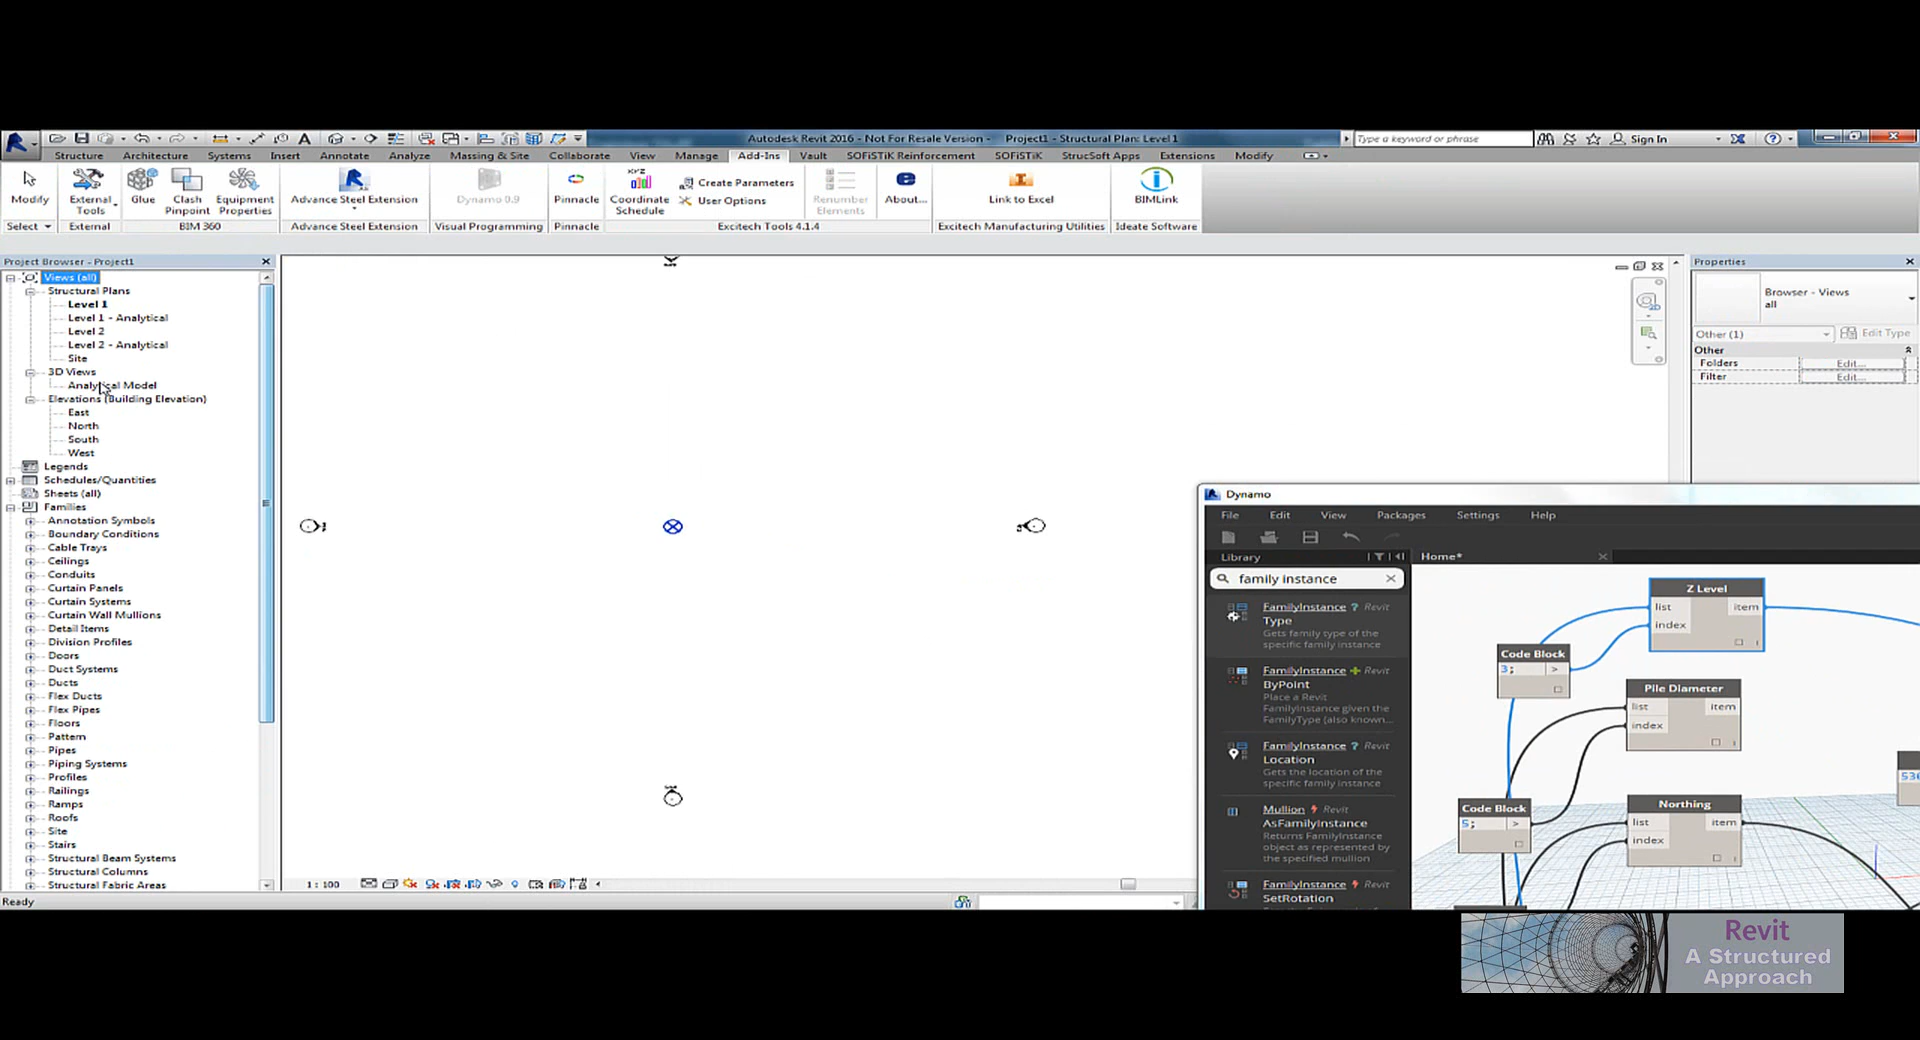 Autodesk Revit 2016 - Not For Resale Version - Project1 - Structural Plan: Level 1
Type a keyword or phrase
Sign In
Structure Architecture Systems Insert Annotate Analyze Massing & Site Collaborate View Manage Add-Ins Vault SOFiSTiK Reinforcement SOFiSTiK StrucSoft Apps Extensions Modify
Modify
External Tools
Glue
Clash Pinpoint
Equipment Properties
Advance Steel Extension
Dynamo 0.9
Pinnacle
XYZ
Coordinate Schedule
Create Parameters
User Options
Renumber Elements
About...
Link to Excel
BIMLink
Select External BIM 360 Advance Steel Extension Visual Programming Pinnacle Excitech Tools 4.1.4 Excitech Manufacturing Utilities Ideate Software
Project Browser - Project1
Views (all)
Structural Plans
Level 1
Level 1 - Analytical
Level 2
Level 2 - Analytical
Site
3D Views
Analytical Model
Elevations (Building Elevation)
East
North
South
West
Legends
Schedules/Quantities
Sheets (all)
Families
Annotation Symbols
Boundary Conditions
Cable Trays
Ceilings
Conduits
Curtain Panels
Curtain Systems
Curtain Wall Mullions
Detail Items
Division Profiles
Doors
Duct Systems
Ducts
Flex Ducts
Flex Pipes
Floors
Pattern
Pipes
Piping Systems
Profiles
Railings
Ramps
Roofs
Site
Stairs
Structural Beam Systems
Structural Columns
Structural Fabric Areas
1 : 100
Ready
Properties
Browser - Views
all
Other (1)
Edit Type
Other
Folders Edit...
Filter Edit...
Dynamo
File Edit View Packages Settings Help
Library
Home*
family instance
FamilyInstance ? Revit
Type
Gets family type of the
specific family instance
FamilyInstance + Revit
ByPoint
Place a Revit
FamilyInstance given the
FamilyType (also known...
FamilyInstance ? Revit
Location
Gets the location of the
specific family instance
Mullion Revit
AsFamilyInstance
Returns FamilyInstance
object as represented by
the specified mullion
FamilyInstance Revit
SetRotation
Z Level
list item
index
Code Block
3; >
Pile Diameter
list item
index
Code Block
5; >
Northing
list item
index
Revit
A Structured
Approach